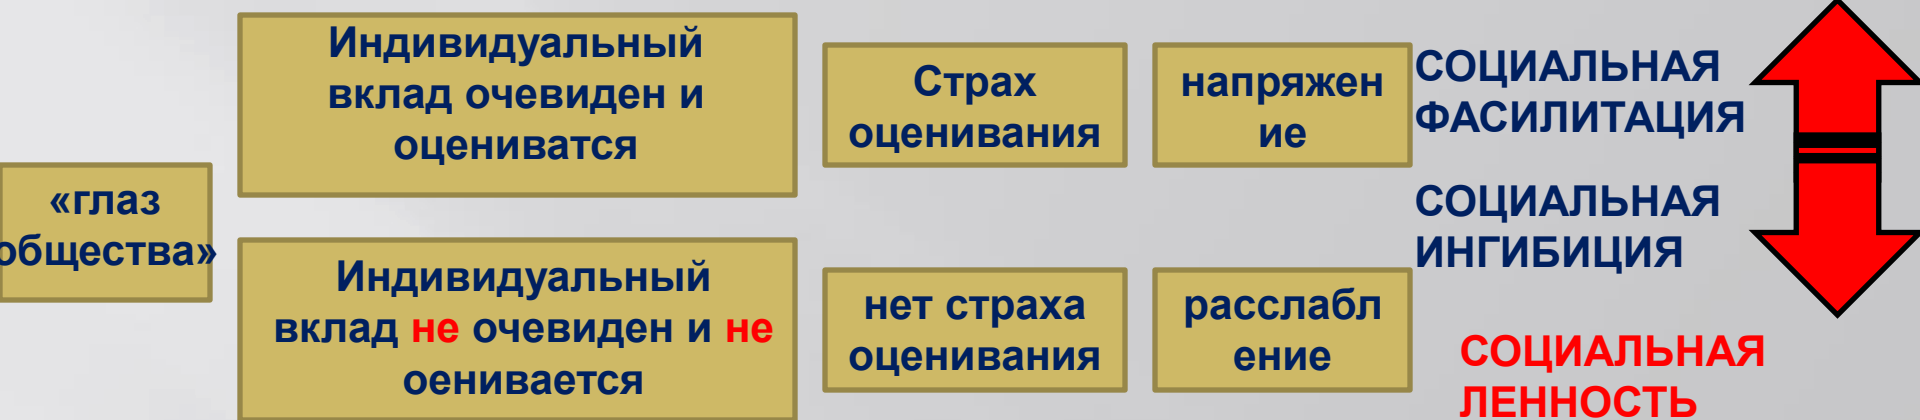 «глаз
общества»
Индивидуальный
вклад очевиден и
оцениватся
Страх
оценивания
напряжен
ие
СОЦИАЛЬНАЯ
ФАСИЛИТАЦИЯ
СОЦИАЛЬНАЯ
ИНГИБИЦИЯ
Индивидуальный
вклад не очевиден и не
оенивается
нет страха
оценивания
расслабл
ение
СОЦИАЛЬНАЯ
ЛЕННОСТЬ